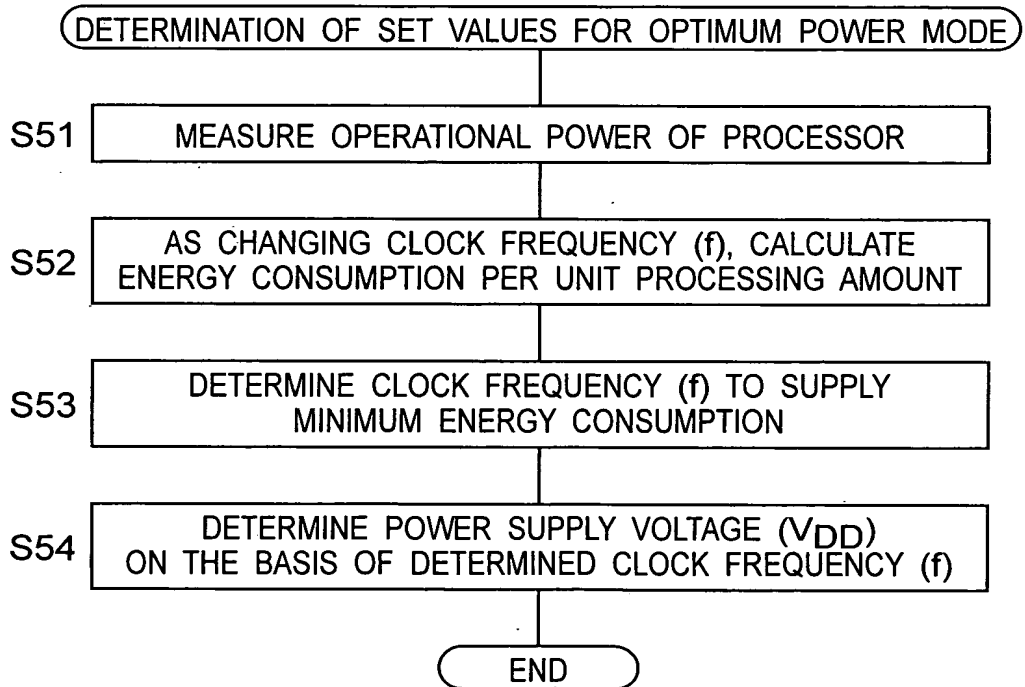 DETERMINATION OF SET VALUES FOR OPTIMUM POWER MODE
S51 MEASURE OPERATIONAL POWER OF PROCESSOR
S52 AS CHANGING CLOCK FREQUENCY (f), CALCULATE
ENERGY CONSUMPTION PER UNIT PROCESSING AMOUNT
S53 DETERMINE CLOCK FREQUENCY (f) TO SUPPLY
MINIMUM ENERGY CONSUMPTION
S54 DETERMINE POWER SUPPLY VOLTAGE (VDD)
ON THE BASIS OF DETERMINED CLOCK FREQUENCY (f)
END